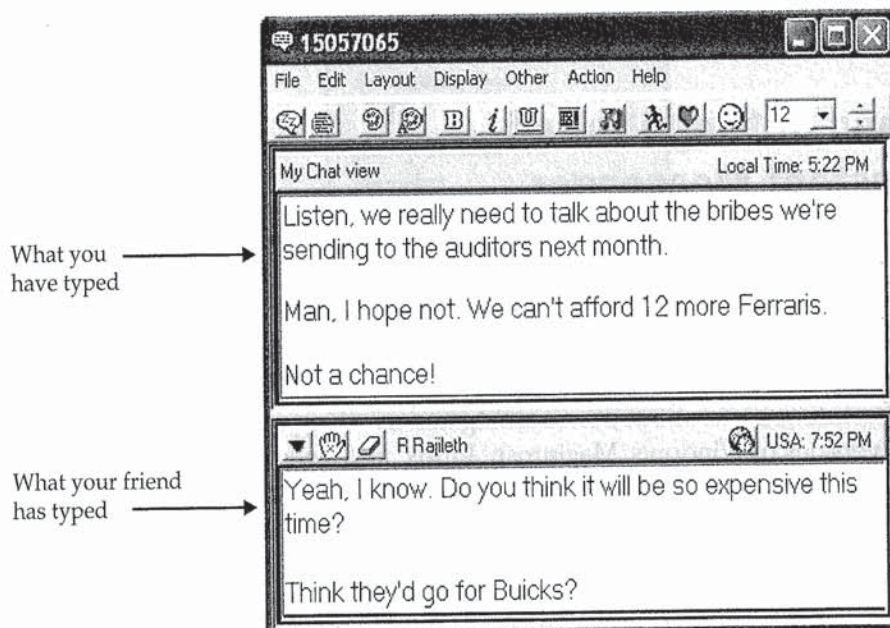 15057065
File Edit Layout Display Other Action Help
12
My Chat view Local Time: 5:22 PM
Listen, we really need to talk about the bribes we're
sending to the auditors next month.
Man, I hope not. We can't afford 12 more Ferraris.
Not a chance!
What you
have typed
R Rajileth USA: 7:52 PM
Yeah, I know. Do you think it will be so expensive this
time?
Think they'd go for Buicks?
What your friend
has typed